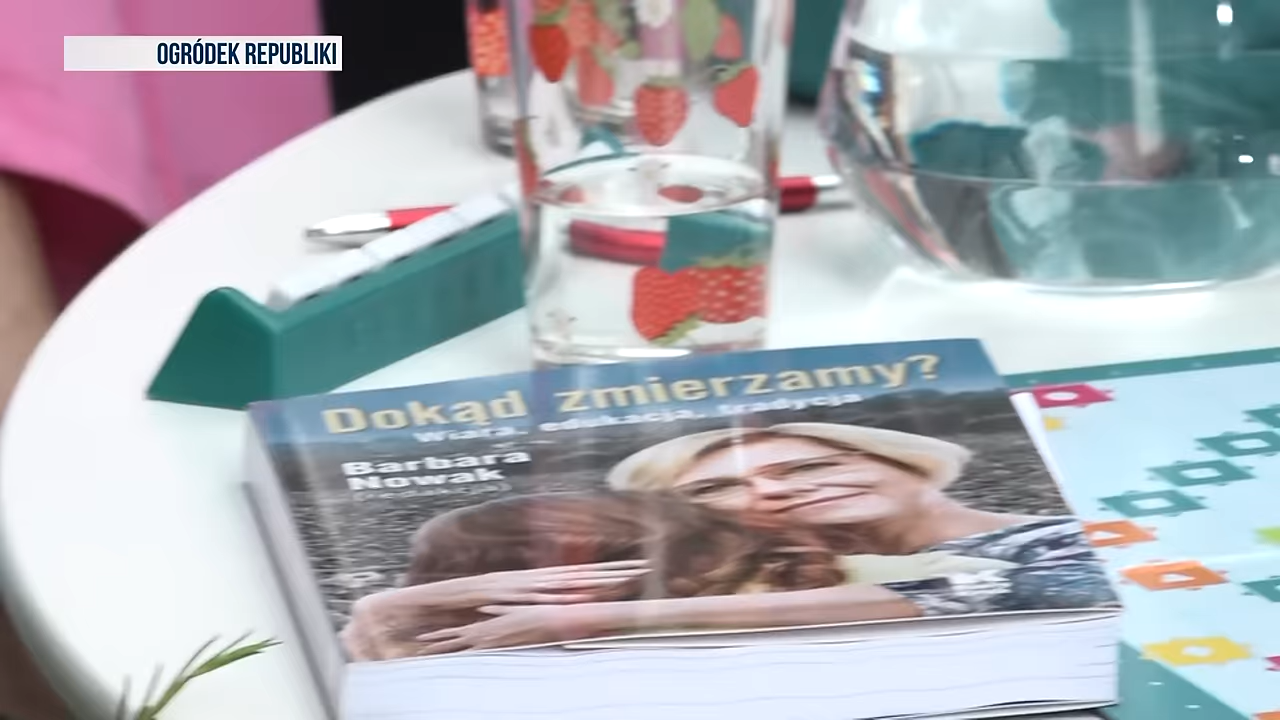 OGRÓDEK REPUBLIKI
Dokąd zmierzamy?
Wiara, edukacja, tradycja
Barbara
Nowak